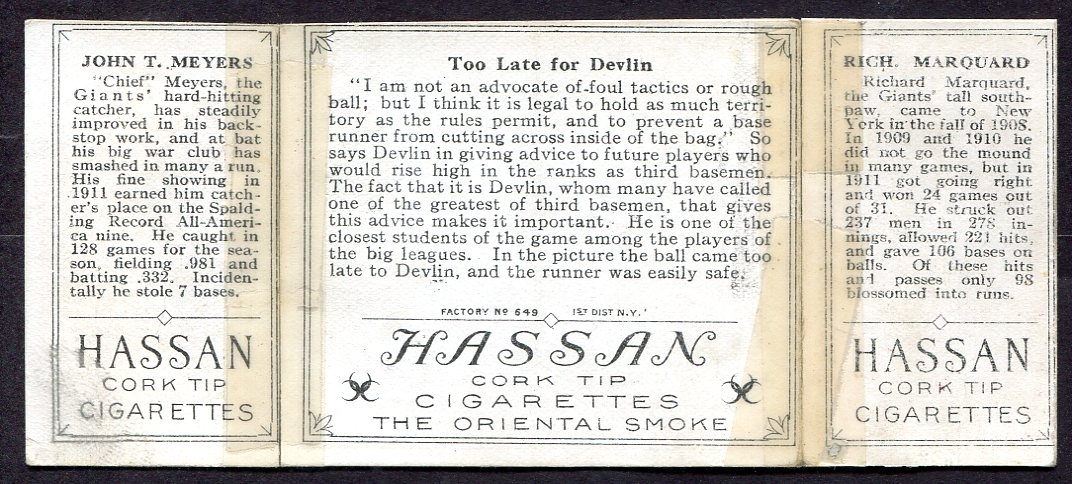 JOHN T. MEYERS
"Chief" Meyers, the
Giants' hard-hitting
catcher, has steadily
improved in his back-
stop work, and at bat
his big war club has
smashed in many a run.
His fine showing in
1911 earned him catch-
er's place on the Spald-
ing Record All-Ameri-
ca nine. He caught in
128 games for the sea-
son, fielding .981 and
batting .332. Inciden-
tally he stole 7 bases.
HASSAN
CORK TIP
CIGARETTES
Too Late for Devlin
"I am not an advocate of foul tactics or rough
ball; but I think it is legal to hold as much terri-
tory as the rules permit, and to prevent a base
runner from cutting across inside of the bag." So
says Devlin in giving advice to future players who
would rise high in the ranks as third basemen.
The fact that it is Devlin, whom many have called
one of the greatest of third basemen, that gives
this advice makes it important. He is one of the
closest students of the game among the players of
the big leagues. In the picture the ball came too
late to Devlin, and the runner was easily safe.
FACTORY Nº 649 1ST DIST N.Y.
HASSAN
CORK TIP
CIGARETTES
THE ORIENTAL SMOKE
RICH. MARQUARD
Richard Marquard,
the Giants' tall south-
paw, came to New
York in the fall of 1908.
In 1909 and 1910 he
did not go the mound
in many games, but in
1911 got going right
and won 24 games out
of 31. He struck out
237 men in 278 in-
nings, allowed 221 hits,
and gave 106 bases on
balls. Of these hits
and passes only 98
blossomed into runs.
HASSAN
CORK TIP
CIGARETTES